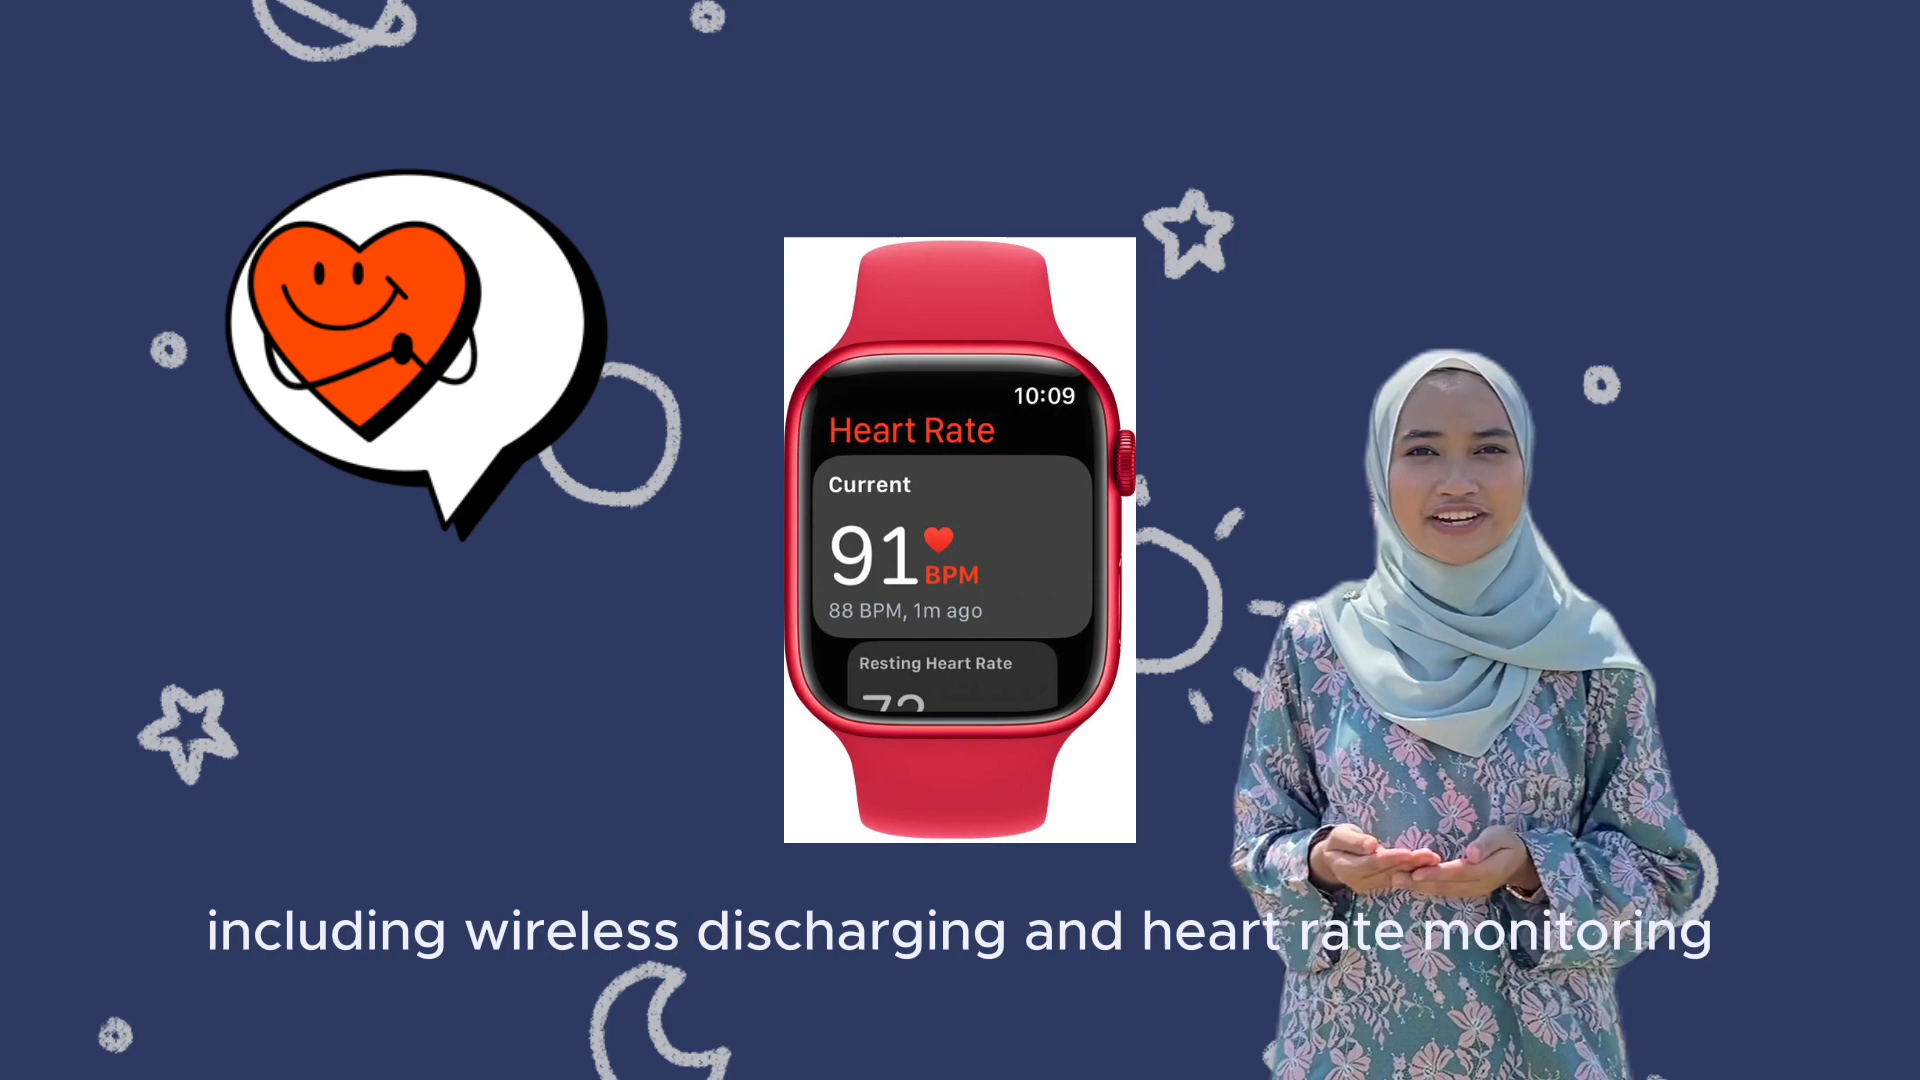 10:09
Heart Rate
Current
91 BPM
88 BPM, 1m ago
Resting Heart Rate
72
including wireless discharging and heart rate monitoring